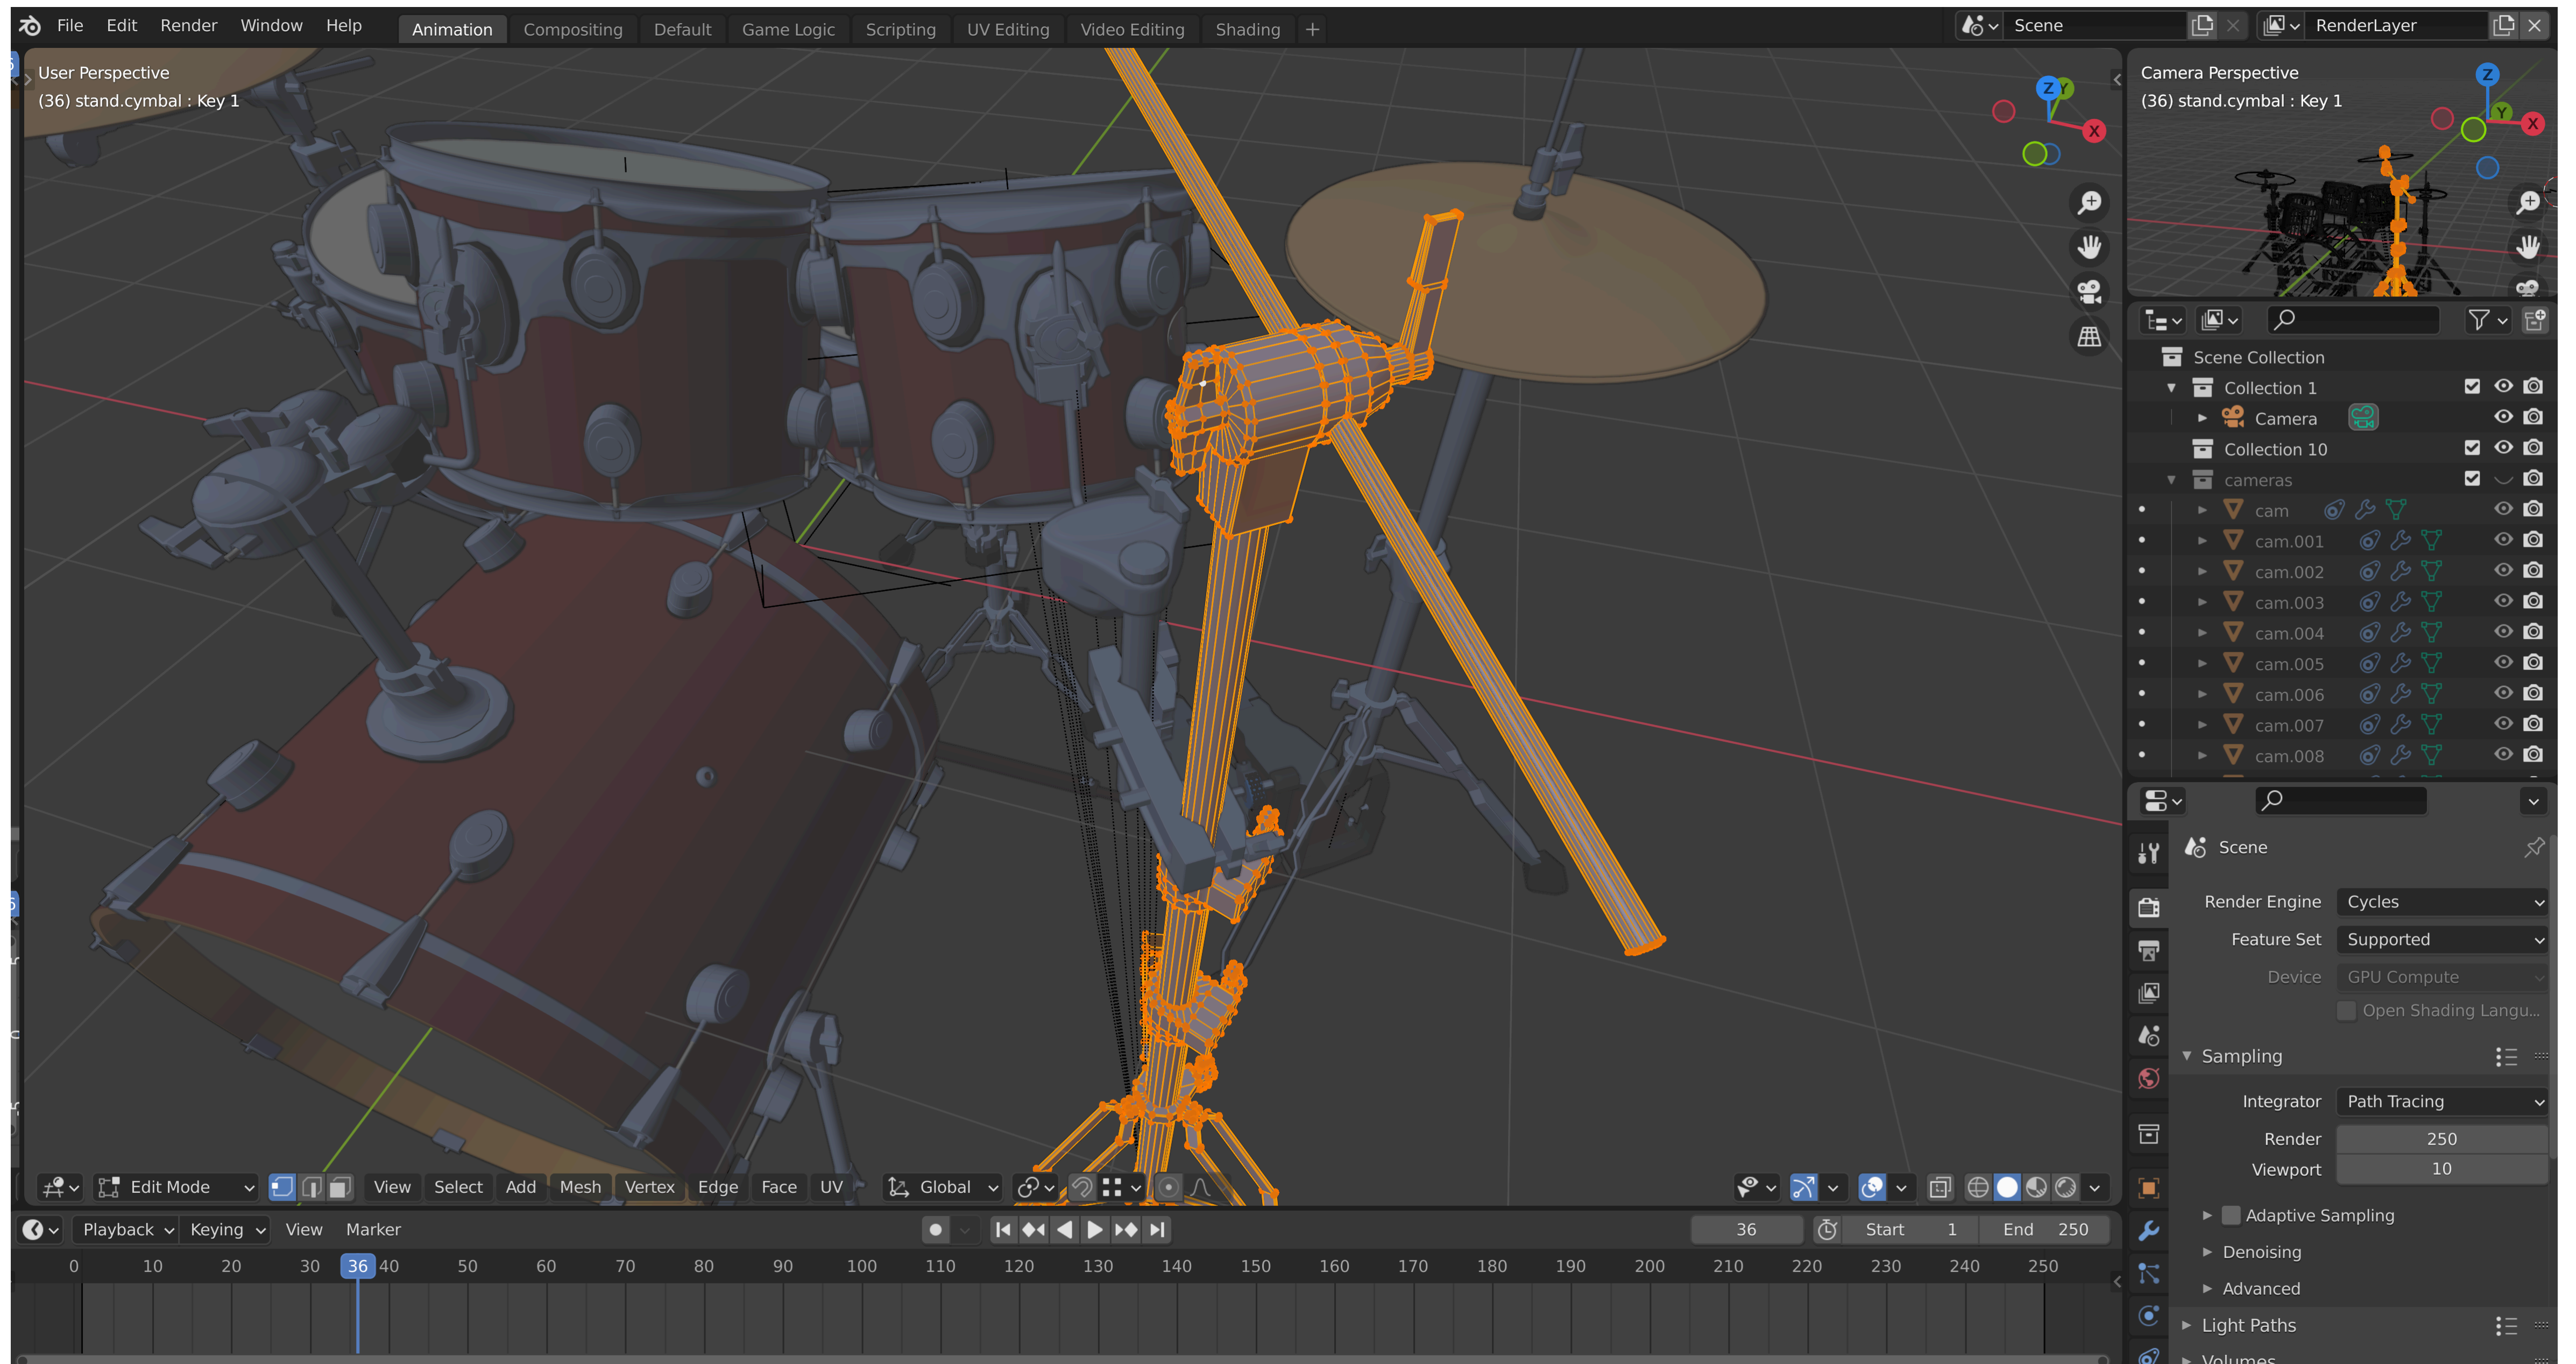 File Edit Render Window Help Animation Compositing Default Game Logic Scripting UV Editing Video Editing Shading + Scene RenderLayer
User Perspective
(36) stand.cymbal : Key 1
Z Y X
Camera Perspective
(36) stand.cymbal : Key 1
Z Y X
Scene Collection
Collection 1
Camera
Collection 10
cameras
cam
cam.001
cam.002
cam.003
cam.004
cam.005
cam.006
cam.007
cam.008
Scene
Render Engine Cycles
Feature Set Supported
Device GPU Compute
Open Shading Langu...
Sampling
Integrator Path Tracing
Render 250
Viewport 10
Adaptive Sampling
Denoising
Advanced
Light Paths
Volumes
Edit Mode View Select Add Mesh Vertex Edge Face UV Global
Playback Keying View Marker 36 Start 1 End 250
0 10 20 30 36 40 50 60 70 80 90 100 110 120 130 140 150 160 170 180 190 200 210 220 230 240 250